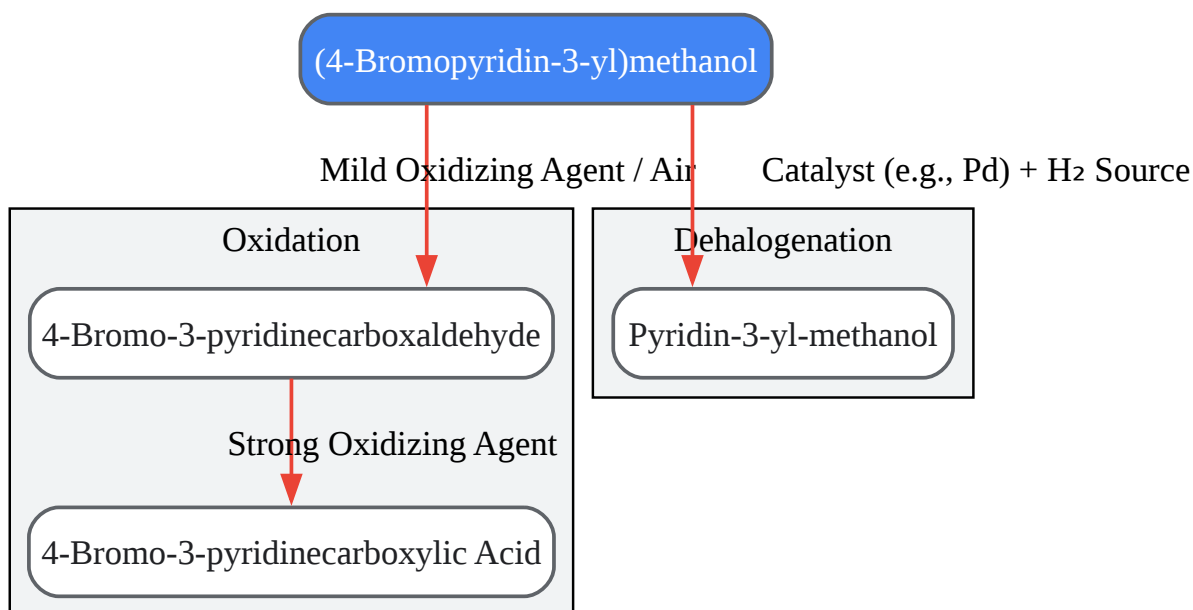 (4-Bromopyridin-3-yl)methanol
Mild Oxidizing Agent / Air
Catalyst (e.g., Pd) + H₂ Source
Oxidation
Dehalogenation
4-Bromo-3-pyridinecarboxaldehyde
Pyridin-3-yl-methanol
Strong Oxidizing Agent
4-Bromo-3-pyridinecarboxylic Acid